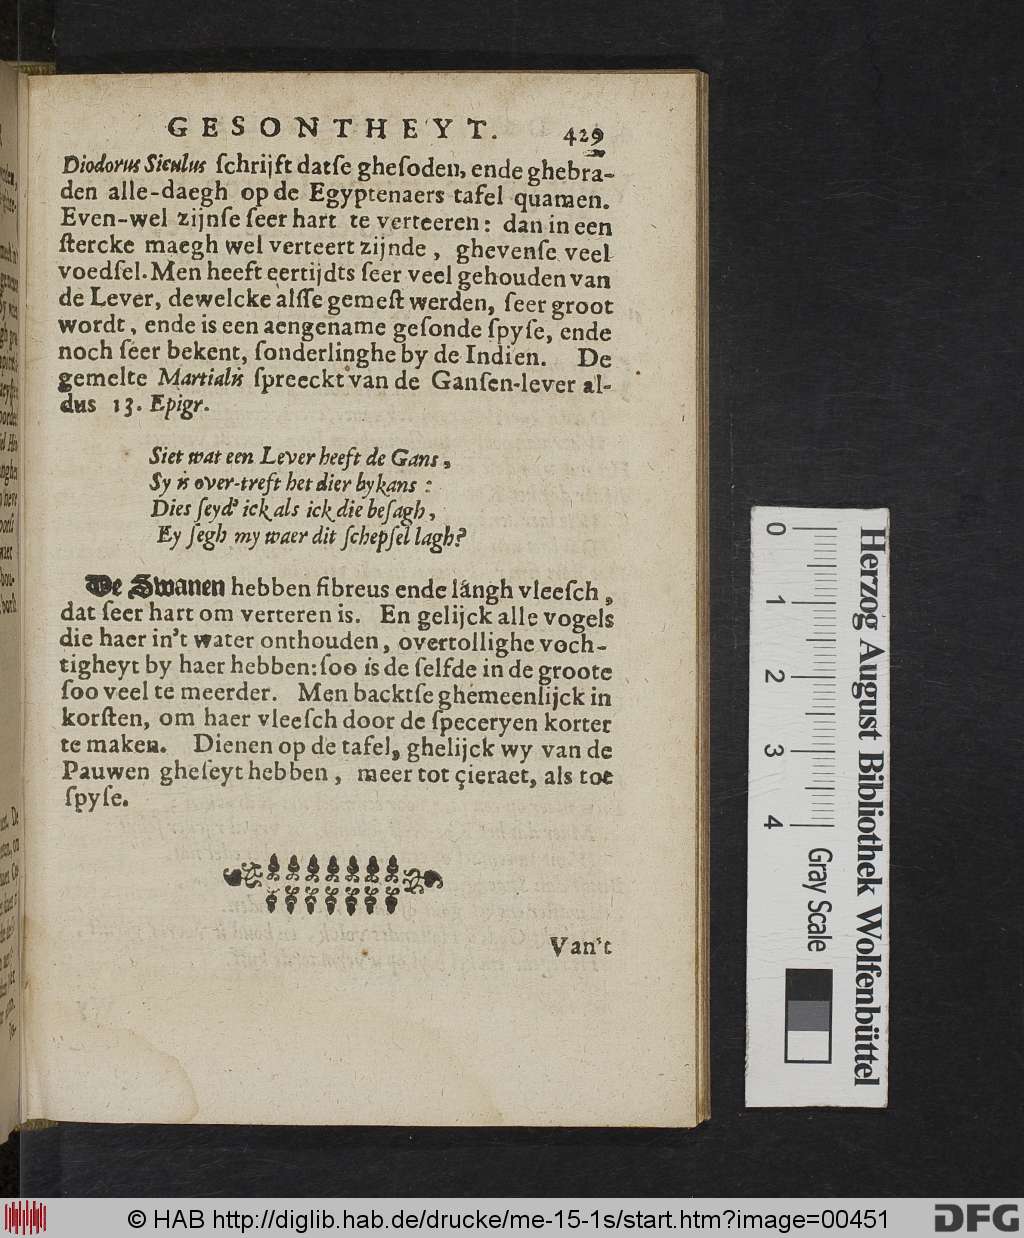 GESONTHEYT. 429
Diodorus Siculus ſchrijft datſe gheſoden, ende ghebra-
den alle-daegh op de Egyptenaers tafel quamen.
Even-wel zijnſe ſeer hart te verteeren: dan in een
ſtercke maegh wel verteert zijnde, ghevenſe veel
voedſel. Men heeft eertijdts ſeer veel gehouden van
de Lever, dewelcke alſſe gemeſt werden, ſeer groot
wordt, ende is een aengename geſonde ſpyſe, ende
noch ſeer bekent, ſonderlinghe by de Indien. De
gemelte Martialis ſpreeckt van de Ganſen-lever al-
dus 13. Epigr.
Siet wat een Lever heeft de Gans,
Sy is over-treft het dier bykans:
Dies ſeyd' ick als ick die beſagh,
Ey ſegh my waer dit ſchepſel lagh?
De Swanen hebben fibreus ende lángh vleeſch,
dat ſeer hart om verteren is. En gelijck alle vogels
die haer in't water onthouden, overtollighe voch-
tigheyt by haer hebben: ſoo is de ſelfde in de groote
ſoo veel te meerder. Men backtſe ghemeenlijck in
korſten, om haer vleeſch door de ſpeceryen korter
te maken. Dienen op de tafel, ghelijck wy van de
Pauwen gheſeyt hebben, meer tot çieraet, als tot
ſpyſe.
Van't
0 1 2 3 4
Gray Scale
Herzog August Bibliothek Wolfenbüttel
© HAB http://diglib.hab.de/drucke/me-15-1s/start.htm?image=00451
DFG